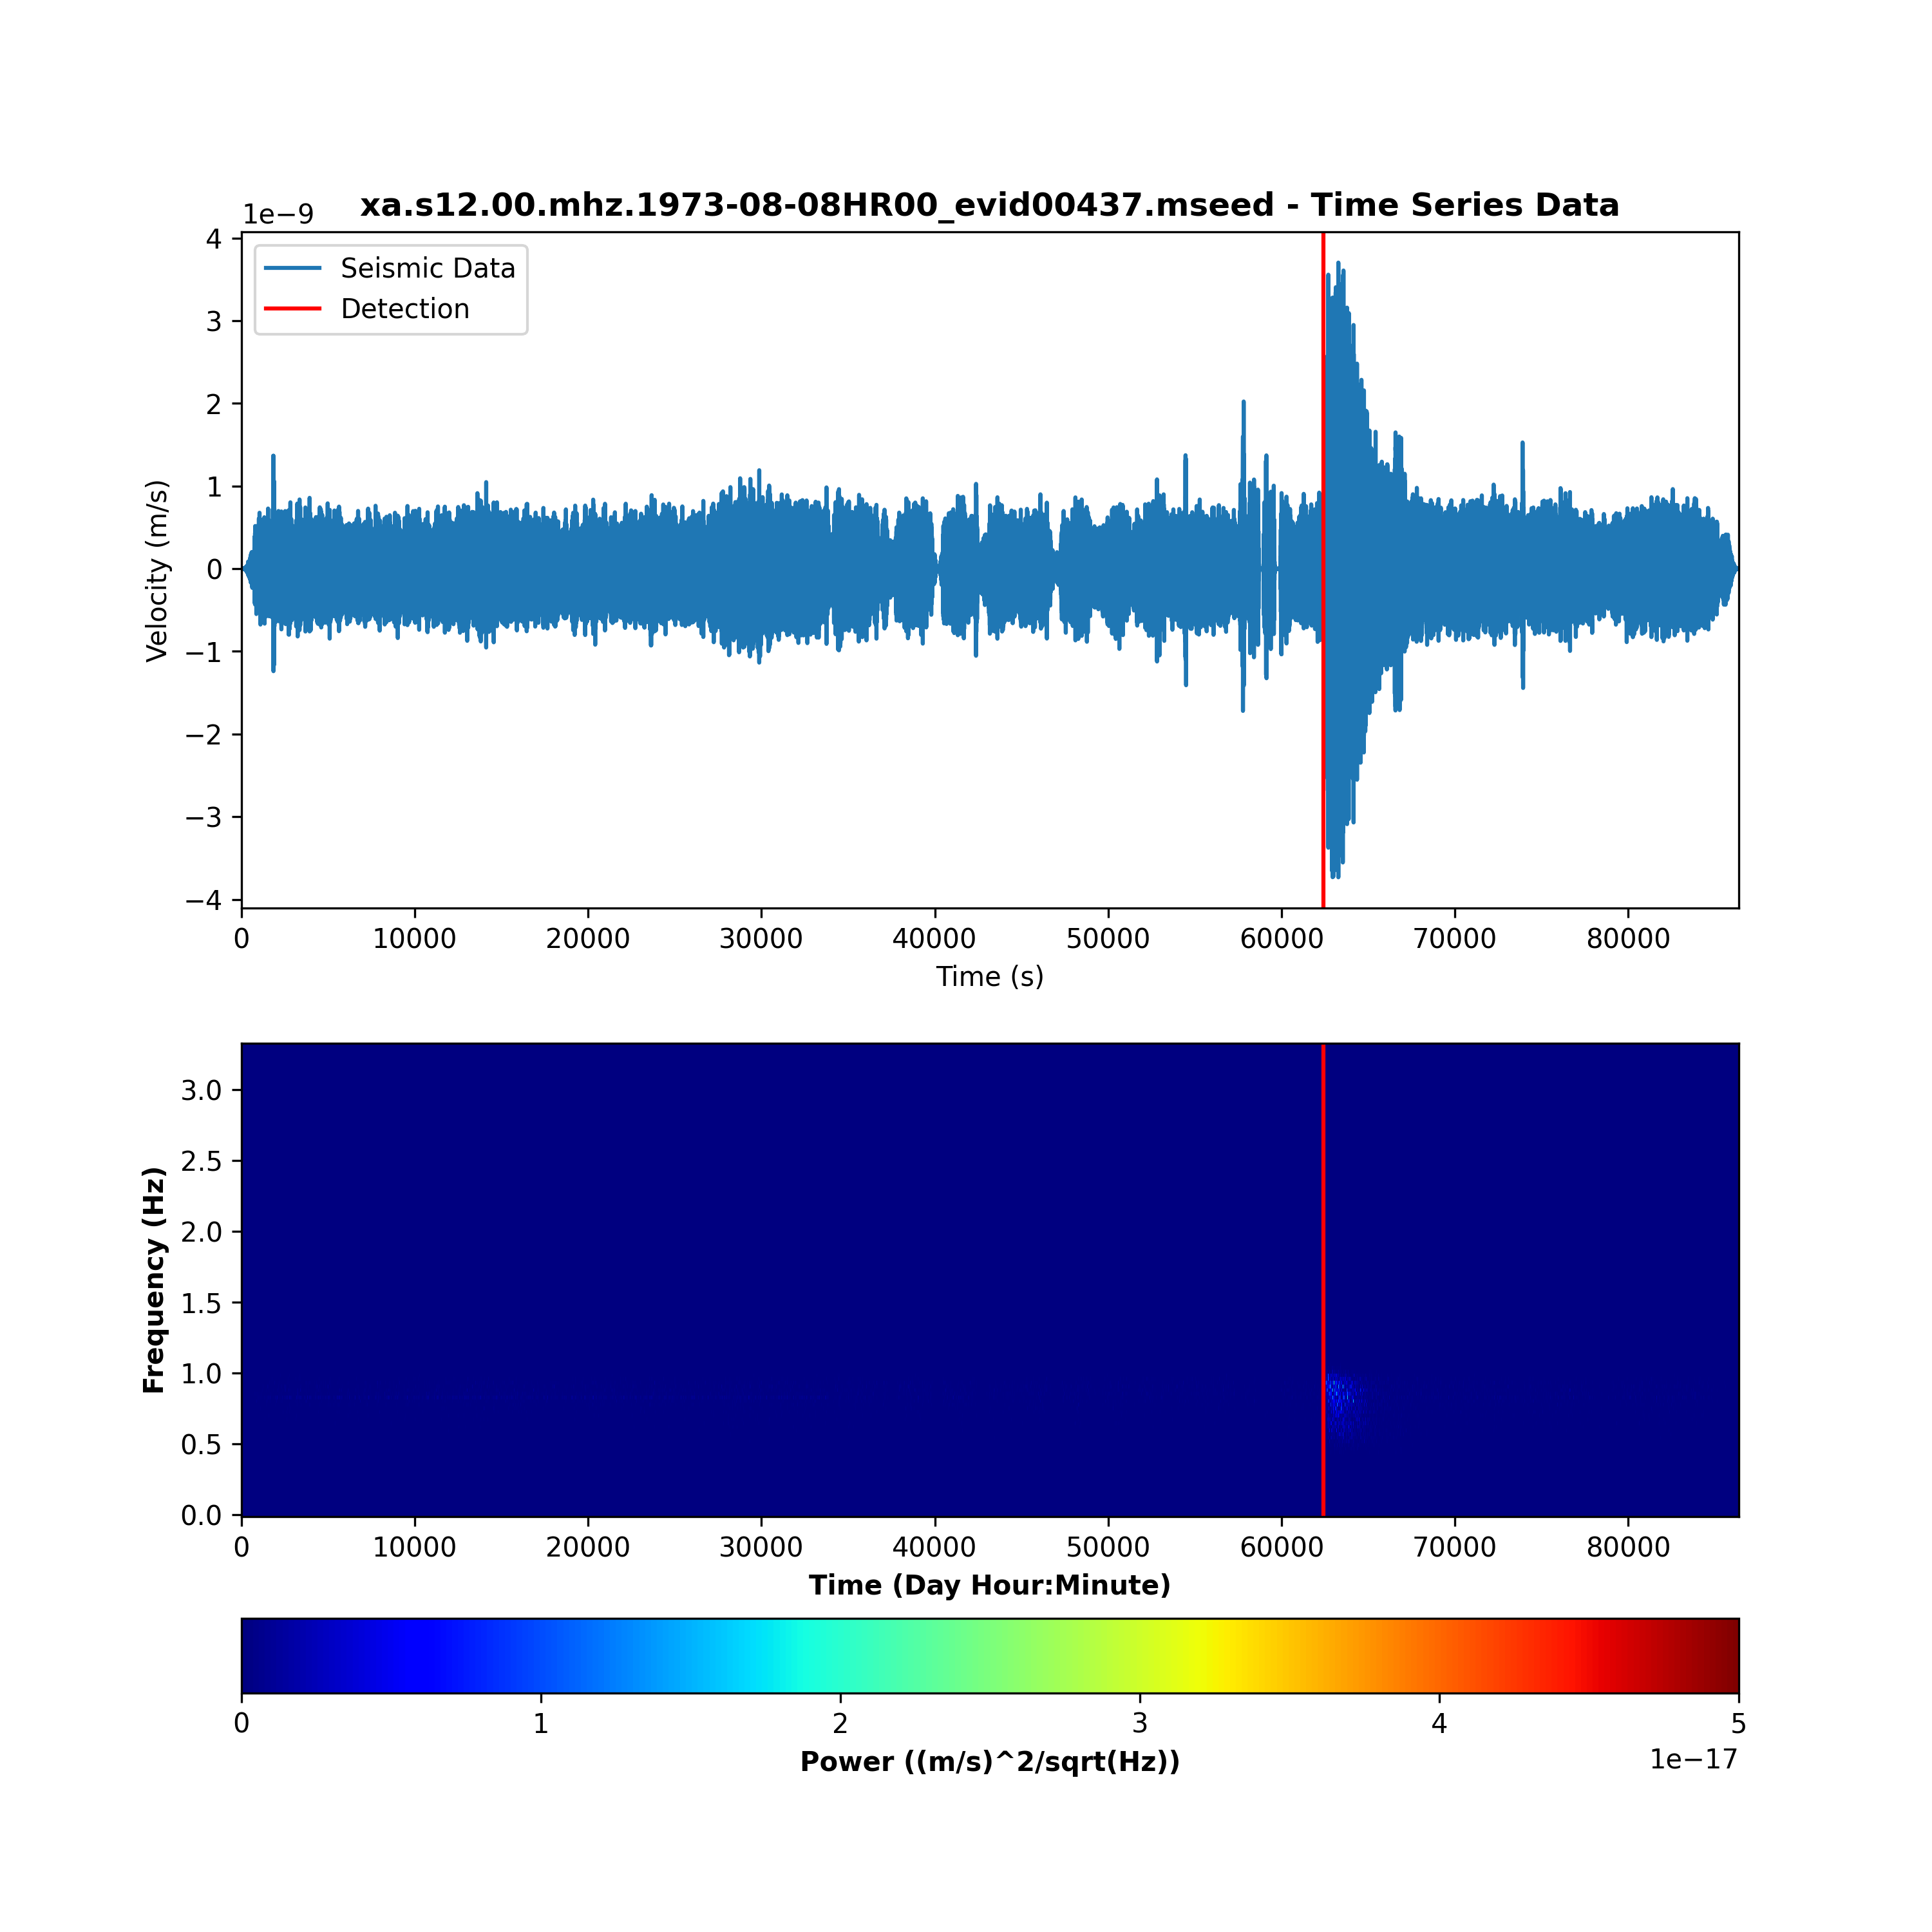 1e−9
xa.s12.00.mhz.1973-08-08HR00_evid00437.mseed - Time Series Data
Seismic Data
Detection
4
3
2
1
0
−1
−2
−3
−4
Velocity (m/s)
0 10000 20000 30000 40000 50000 60000 70000 80000
Time (s)
3.0
2.5
2.0
1.5
1.0
0.5
0.0
Frequency (Hz)
0 10000 20000 30000 40000 50000 60000 70000 80000
Time (Day Hour:Minute)
0 1 2 3 4 5
Power ((m/s)^2/sqrt(Hz))
1e−17